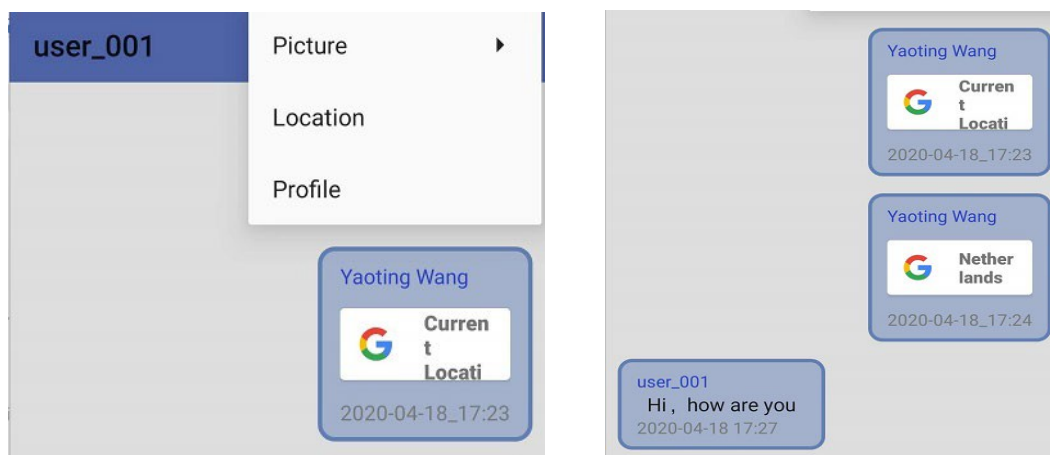 user_001
Picture
Location
Profile
Yaoting Wang
Curren
t
Locati
2020-04-18_17:23
Yaoting Wang
Curren
t
Locati
2020-04-18_17:23
Yaoting Wang
Nether
lands
2020-04-18_17:24
user_001
Hi , how are you
2020-04-18 17:27